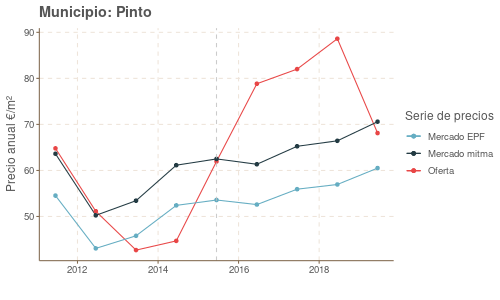 Municipio: Pinto
Precio anual €/m²
90
80
70
60
50
2012
2014
2016
2018
Serie de precios
Mercado EPF
Mercado mitma
Oferta